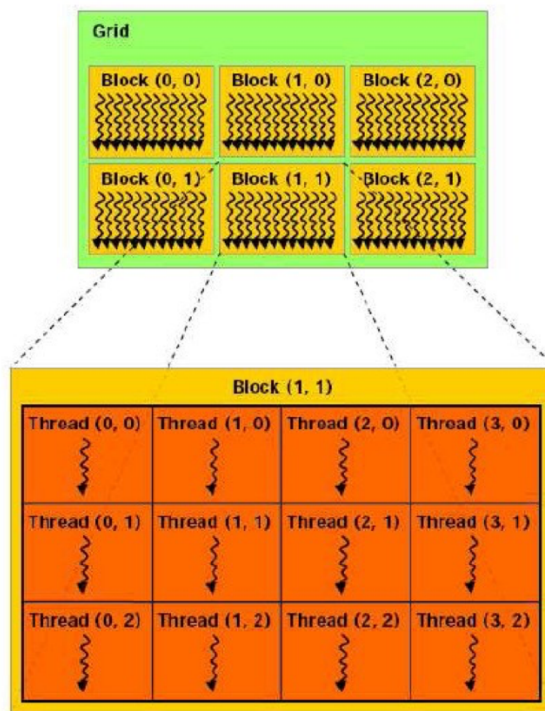 Grid
Block (0, 0) Block (1, 0) Block (2, 0)
Block (0, 1) Block (1, 1) Block (2, 1)
Block (1, 1)
Thread (0, 0) Thread (1, 0) Thread (2, 0) Thread (3, 0)
Thread (0, 1) Thread (1, 1) Thread (2, 1) Thread (3, 1)
Thread (0, 2) Thread (1, 2) Thread (2, 2) Thread (3, 2)